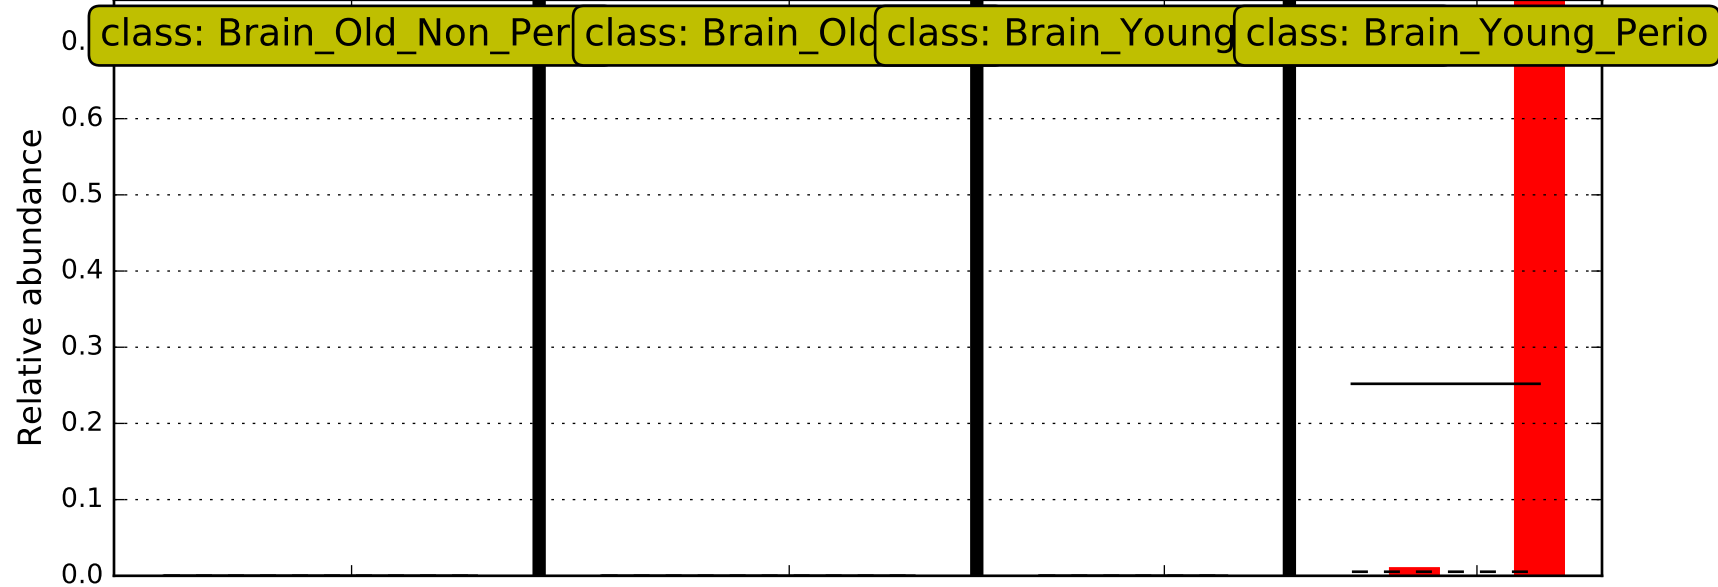 class: Brain_Old_Non_Per
class: Brain_Old
class: Brain_Young
class: Brain_Young_Perio
0.
0.6
0.5
0.4
0.3
0.2
0.1
0.0
Relative abundance